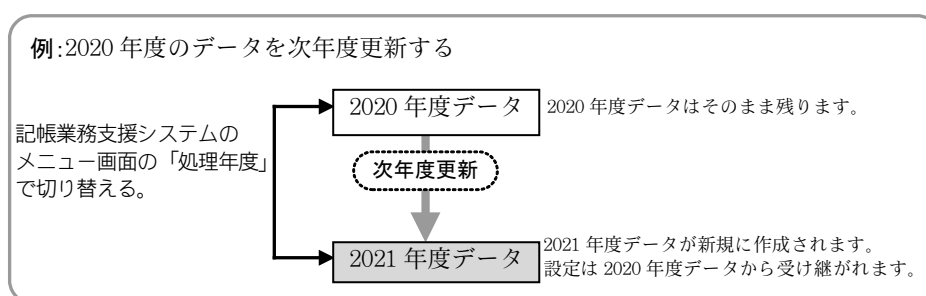 例:2020 年度のデータを次年度更新する
2020 年度データ
2020 年度データはそのまま残ります。
記帳業務支援システムの
メニュー画面の「処理年度」
で切り替える。
次年度更新
2021 年度データ
2021 年度データが新規に作成されます。
設定は 2020 年度データから受け継がれます。